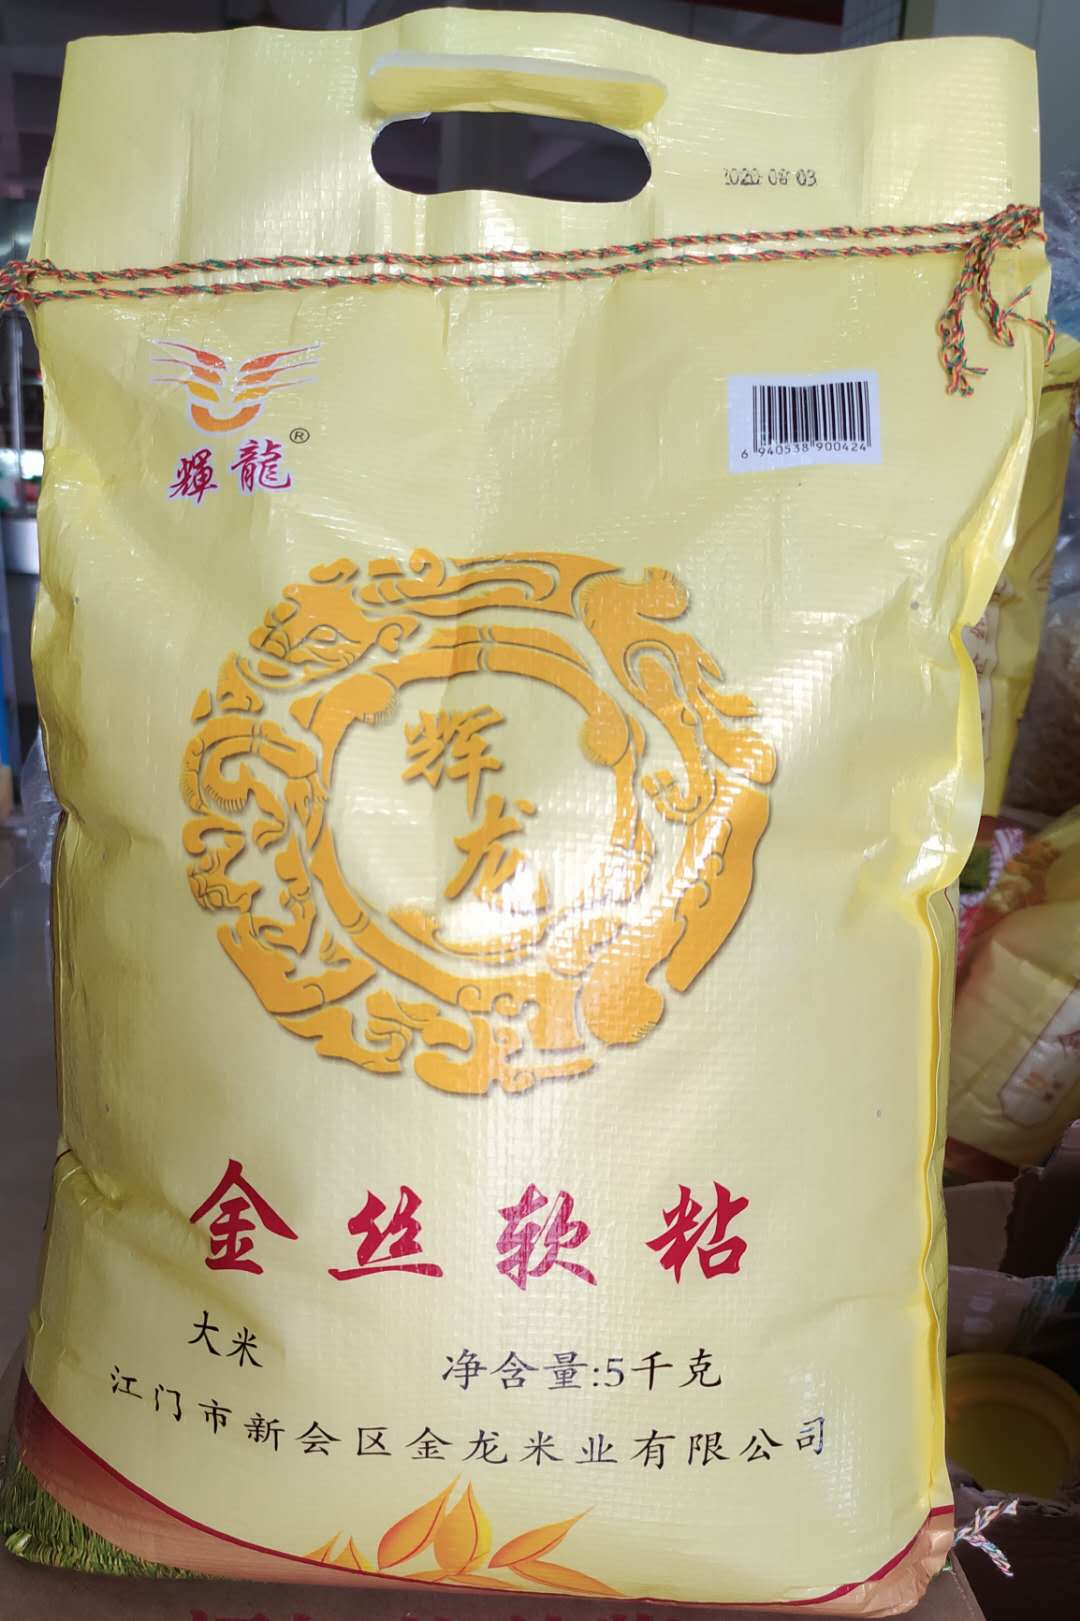 2020 08 03
輝龍®
6 940538 900424
辉龙
金丝软粘
大米
净含量:5千克
江门市新会区金龙米业有限公司